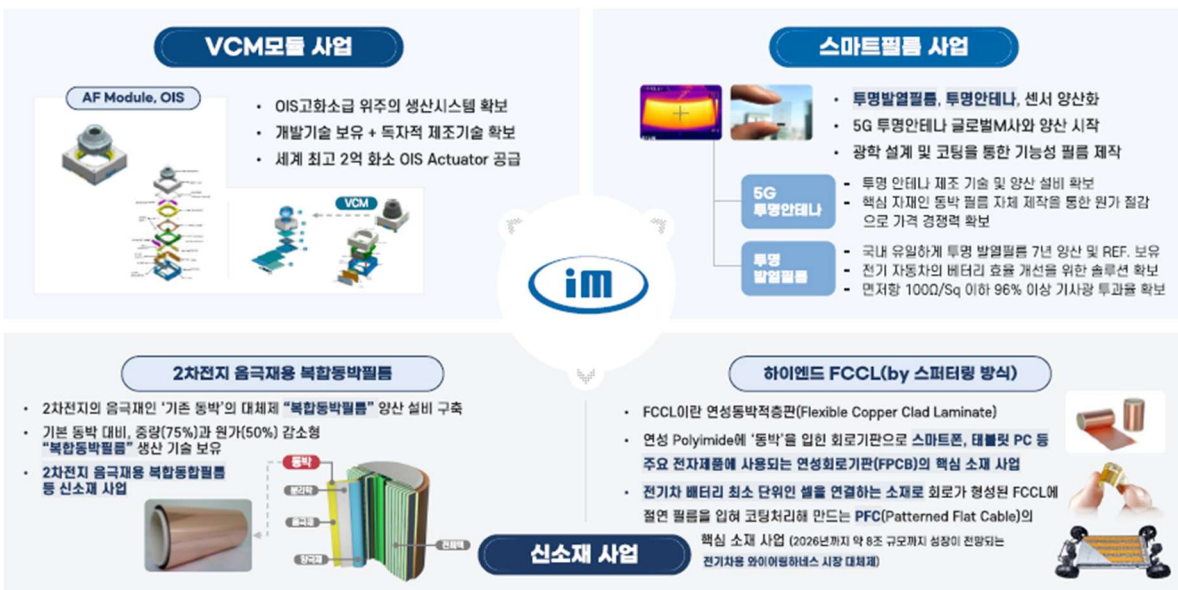 VCM모듈 사업
AF Module, OIS
• OIS고화소급 위주의 생산시스템 확보
• 개발기술 보유 + 독자적 제조기술 확보
• 세계 최고 2억 화소 OIS Actuator 공급
VCM
스마트필름 사업
• 투명발열필름, 투명안테나, 센서 양산화
• 5G 투명안테나 글로벌M사와 양산 시작
• 광학 설계 및 코팅을 통한 기능성 필름 제작
5G
투명안테나
- 투명 안테나 제조 기술 및 양산 설비 확보
- 핵심 자재인 동박 필름 자체 제작을 통한 원가 절감
으로 가격 경쟁력 확보
투명
발열필름
- 국내 유일하게 투명 발열필름 7년 양산 및 REF. 보유
- 전기 자동차의 베터리 효율 개선을 위한 솔루션 확보
- 면저항 100Ω/Sq 이하 96% 이상 기사광 투과율 확보
im
2차전지 음극재용 복합동박필름
• 2차전지의 음극재인 ‘기존 동박’의 대체제 “복합동박필름” 양산 설비 구축
• 기본 동박 대비, 중량(75%)과 원가(50%) 감소형
“복합동박필름” 생산 기술 보유
• 2차전지 음극재용 복합동합필름
등 신소재 사업
동박
분리막
음극재
양극재
전해액
하이엔드 FCCL(by 스퍼터링 방식)
• FCCL이란 연성동박적층판(Flexible Copper Clad Laminate)
• 연성 Polyimide에 ‘동박’을 입힌 회로기판으로 스마트폰, 태블릿 PC 등
주요 전자제품에 사용되는 연성회로기판(FPCB)의 핵심 소재 사업
• 전기차 배터리 최소 단위인 셀을 연결하는 소재로 회로가 형성된 FCCL에
절연 필름을 입혀 코팅처리해 만드는 PFC(Patterned Flat Cable)의
핵심 소재 사업 (2026년까지 약 8조 규모까지 성장이 전망되는
전기차용 와이어링하네스 시장 대체제)
신소재 사업